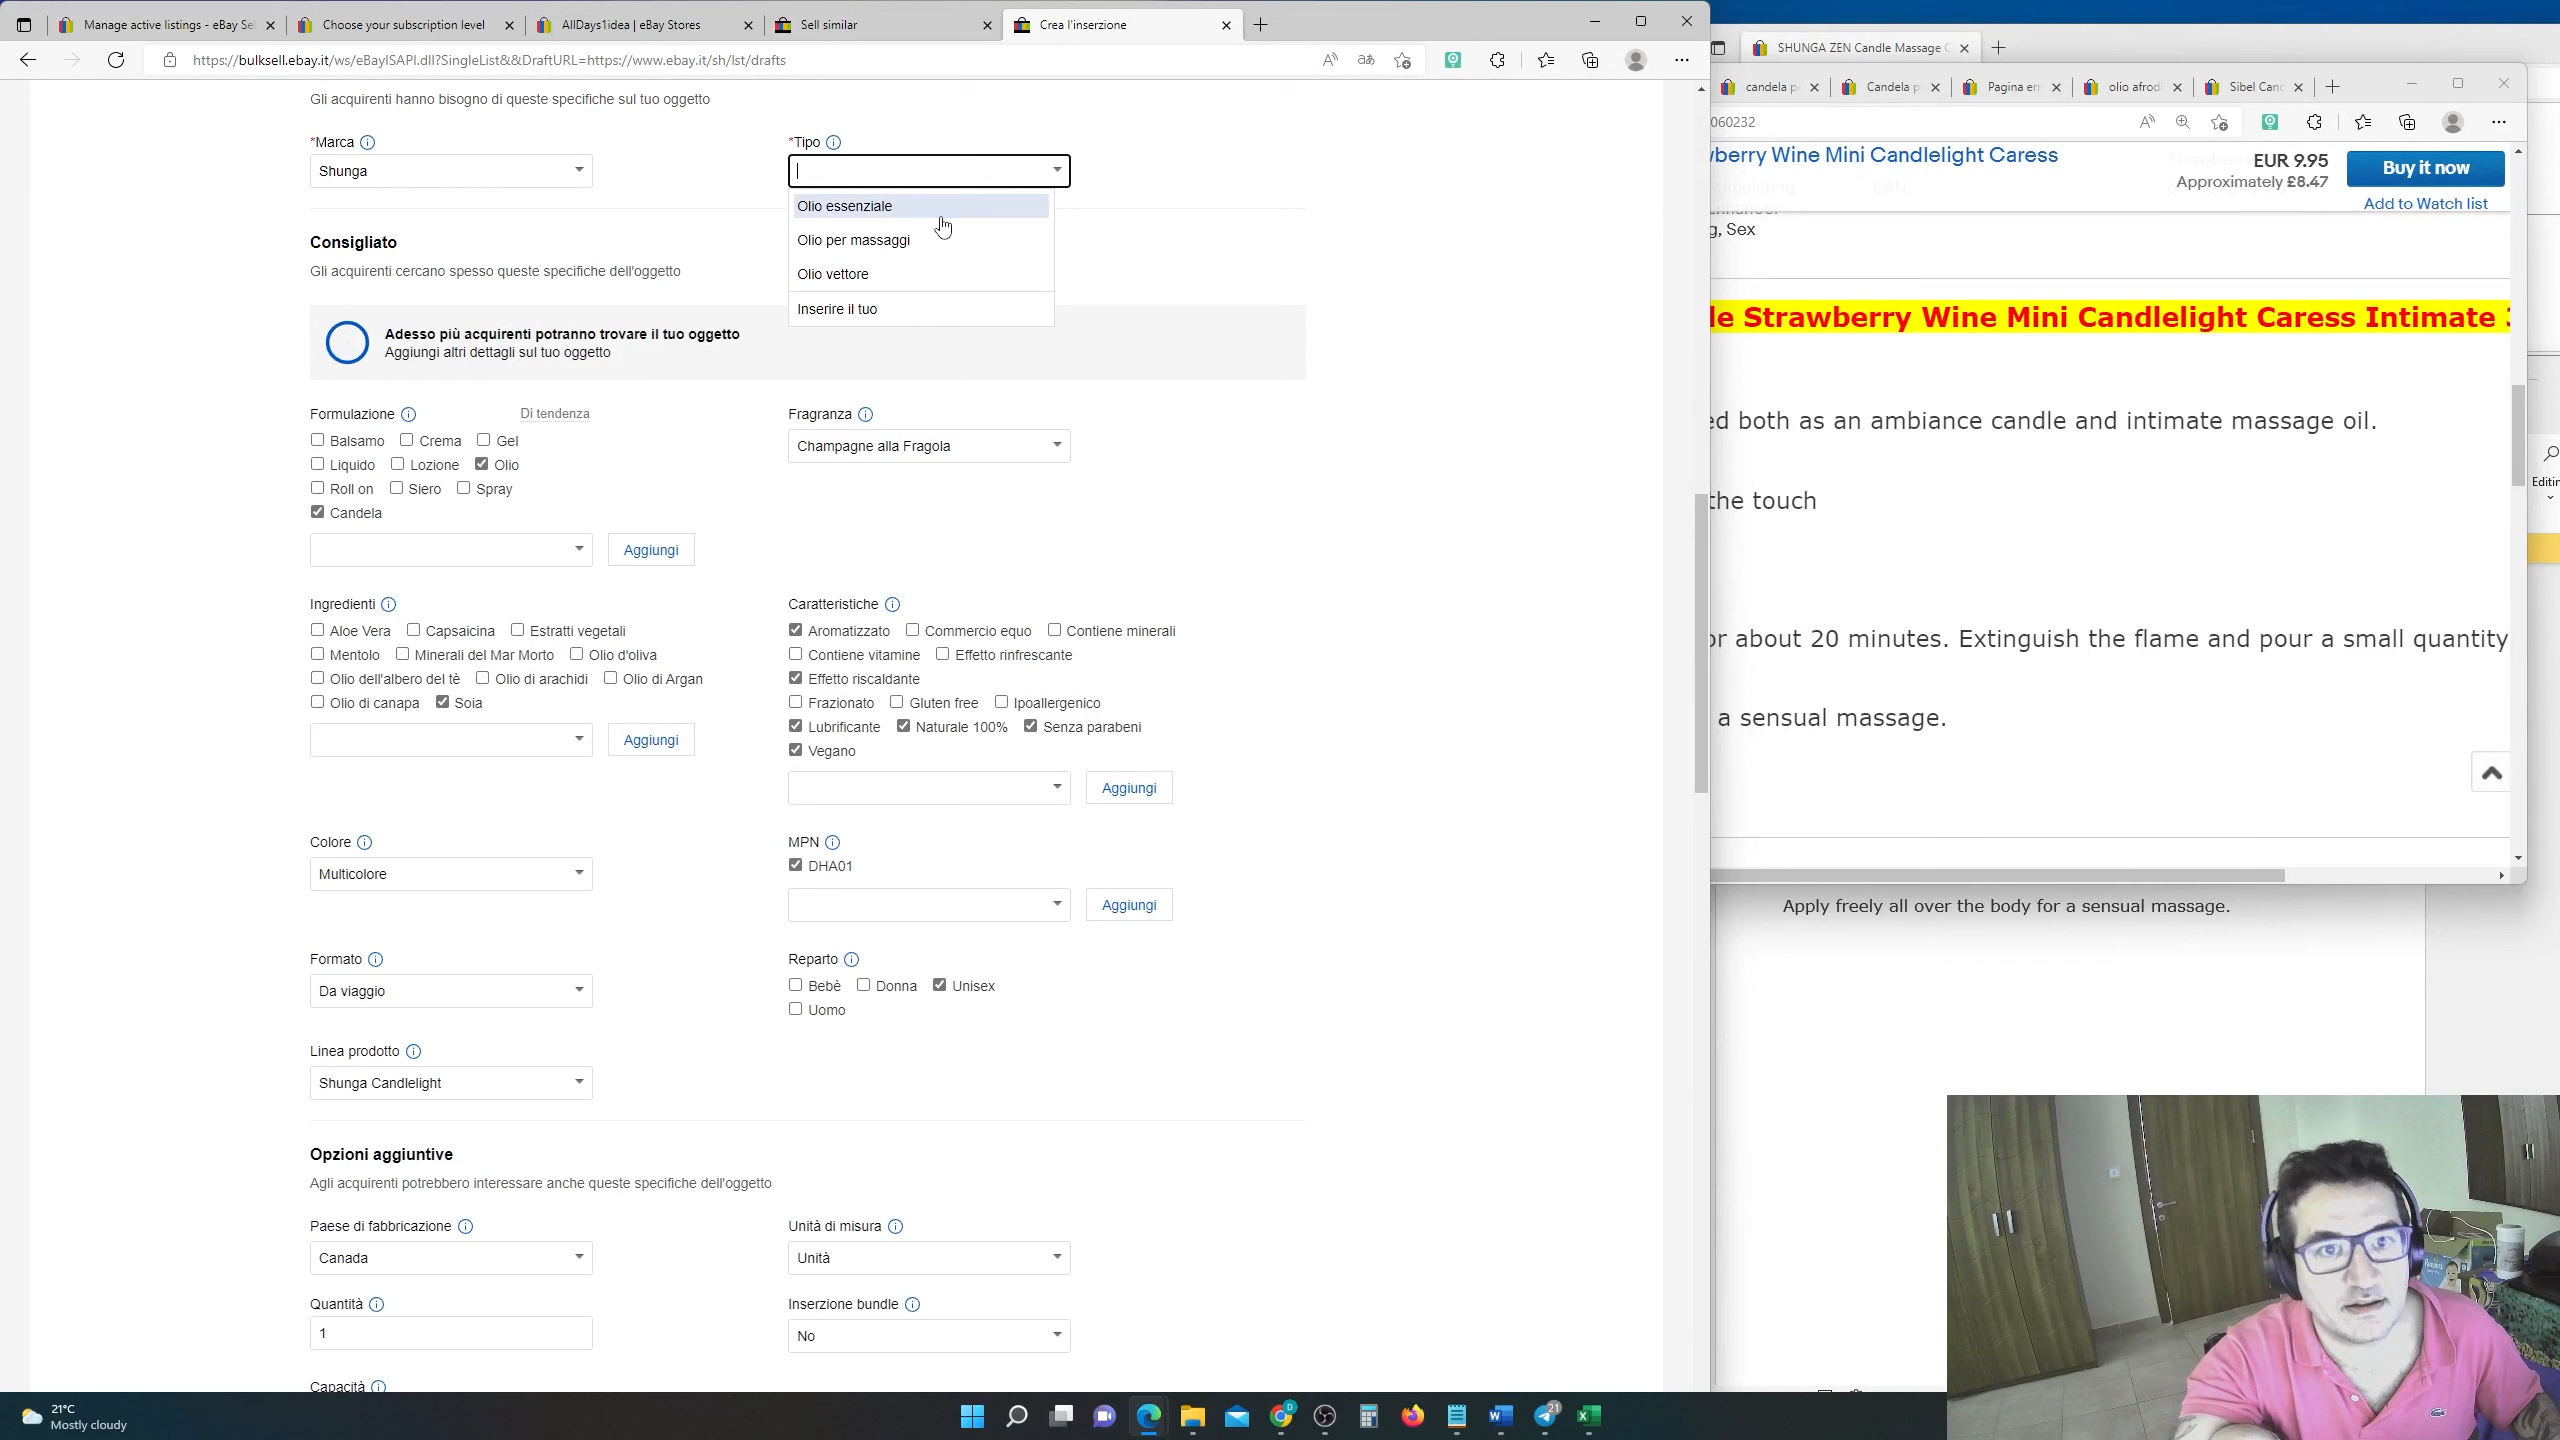 Manage active listings - eBay Se
Choose your subscription level
AllDays1idea | eBay Stores
Sell similar
Crea l'inserzione
https://bulksell.ebay.it/ws/eBayISAPI.dll?SingleList&&DraftURL=https://www.ebay.it/sh/lst/drafts
Gli acquirenti hanno bisogno di queste specifiche sul tuo oggetto
*Marca
*Tipo
Shunga
Olio essenziale
Olio per massaggi
Olio vettore
Inserire il tuo
Consigliato
Gli acquirenti cercano spesso queste specifiche dell'oggetto
Adesso più acquirenti potranno trovare il tuo oggetto
Aggiungi altri dettagli sul tuo oggetto
Formulazione
Di tendenza
Fragranza
Balsamo Crema Gel
Champagne alla Fragola
Liquido Lozione Olio
Roll on Siero Spray
Candela
Aggiungi
Ingredienti
Caratteristiche
Aloe Vera Capsaicina Estratti vegetali
Aromatizzato Commercio equo Contiene minerali
Mentolo Minerali del Mar Morto Olio d'oliva
Contiene vitamine Effetto rinfrescante
Olio dell'albero del tè Olio di arachidi Olio di Argan
Effetto riscaldante
Olio di canapa Soia
Frazionato Gluten free Ipoallergenico
Lubrificante Naturale 100% Senza parabeni
Aggiungi
Vegano
Aggiungi
Colore
MPN
Multicolore
DHA01
Aggiungi
Formato
Reparto
Da viaggio
Bebè Donna Unisex
Uomo
Linea prodotto
Shunga Candlelight
Opzioni aggiuntive
Agli acquirenti potrebbero interessare anche queste specifiche dell'oggetto
Paese di fabbricazione
Unità di misura
Canada
Unità
Quantità
Inserzione bundle
1
No
Capacità
SHUNGA ZEN Candle Massage C
candela pe
Candela p
Pagina err
olio afrod
Sibel Canc
060232
berry Wine Mini Candlelight Caress
EUR 9.95
Buy it now
Approximately £8.47
EAN:
Add to Watch list
g, Sex
le Strawberry Wine Mini Candlelight Caress Intimate
ed both as an ambiance candle and intimate massage oil.
the touch
or about 20 minutes. Extinguish the flame and pour a small quantity
a sensual massage.
Editin
Apply freely all over the body for a sensual massage.
21°C
Mostly cloudy
21